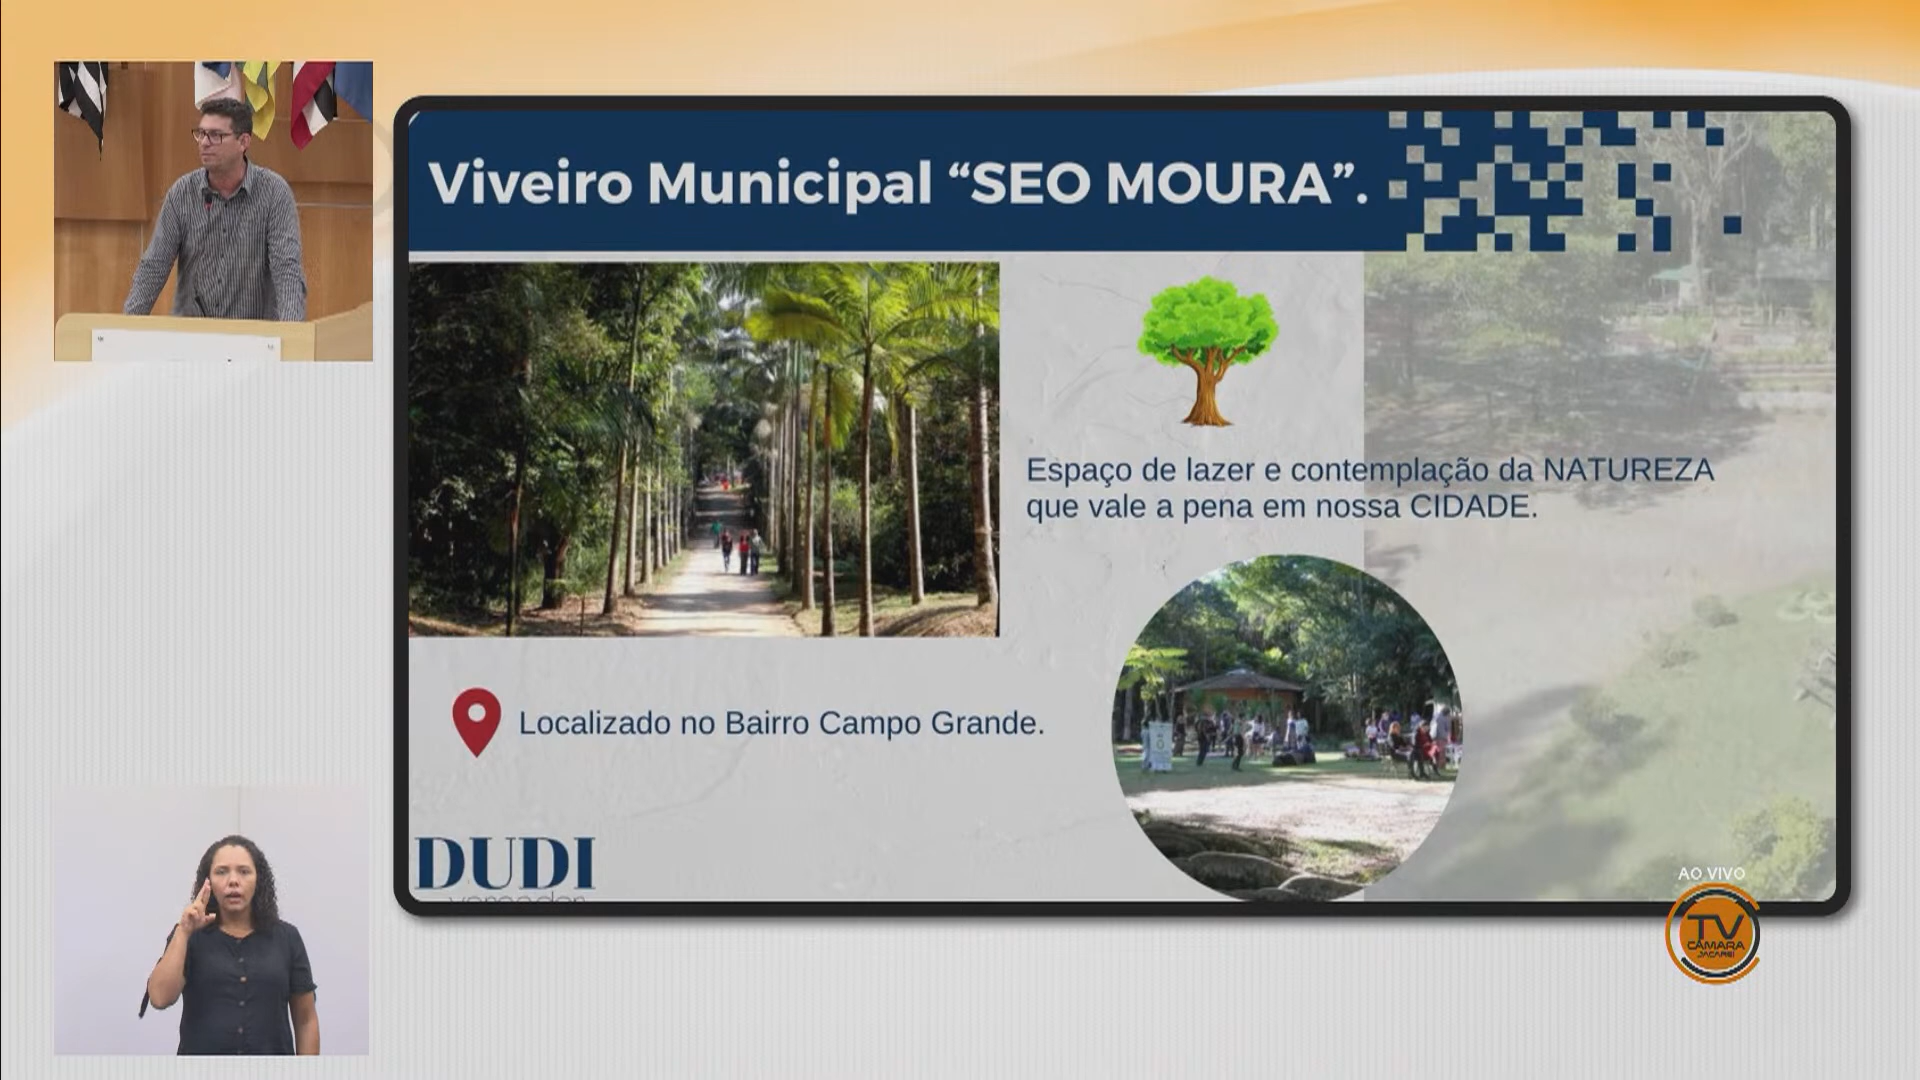 Viveiro Municipal “SEO MOURA”.
Espaço de lazer e contemplação da NATUREZA
que vale a pena em nossa CIDADE.
Localizado no Bairro Campo Grande.
DUDI
AO VIVO
TV
CÂMARA
JACAREÍ